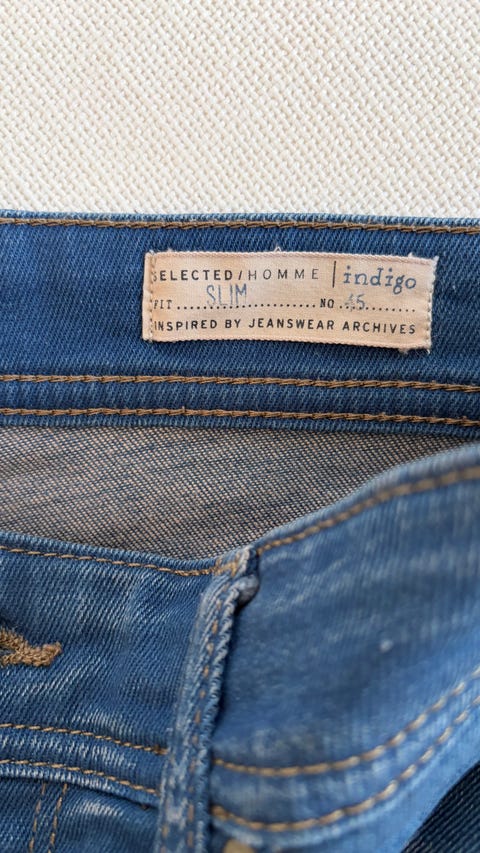 SELECTED/HOMME | indigo
FIT ....SLIM............ NO ..45........
INSPIRED BY JEANSWEAR ARCHIVES